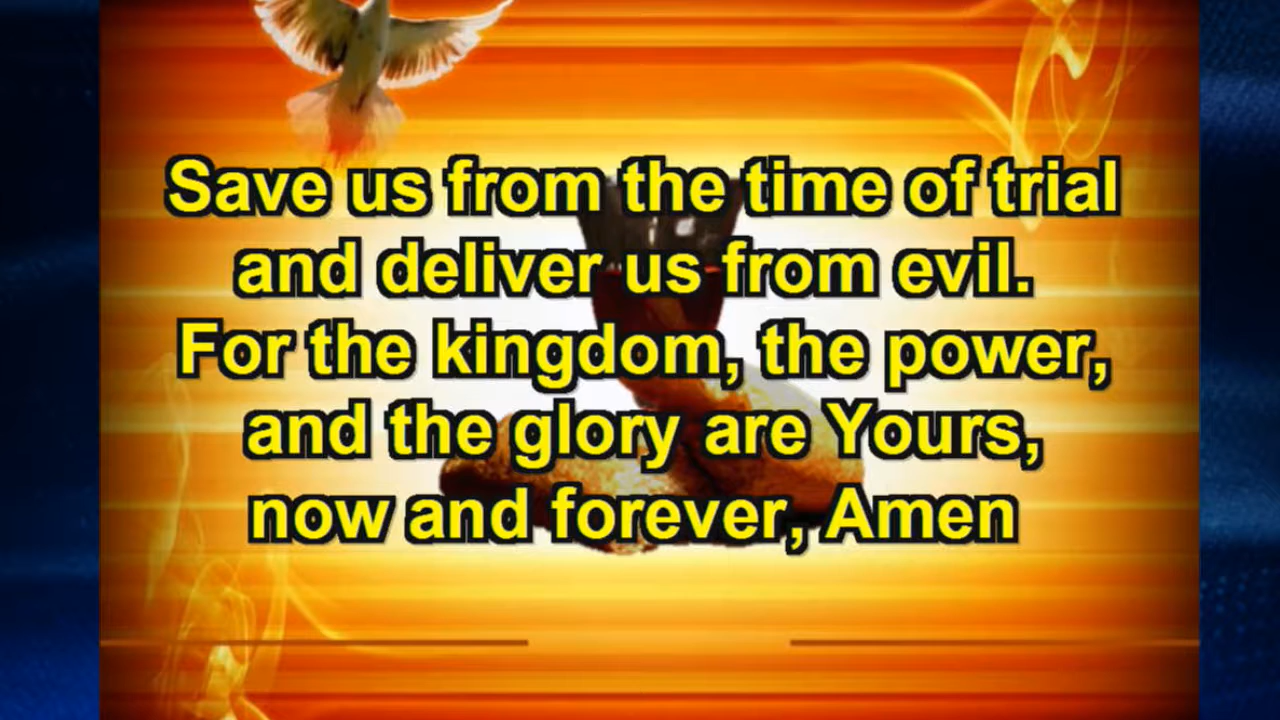 Save us from the time of trial
and deliver us from evil.
For the kingdom, the power,
and the glory are Yours,
now and forever, Amen